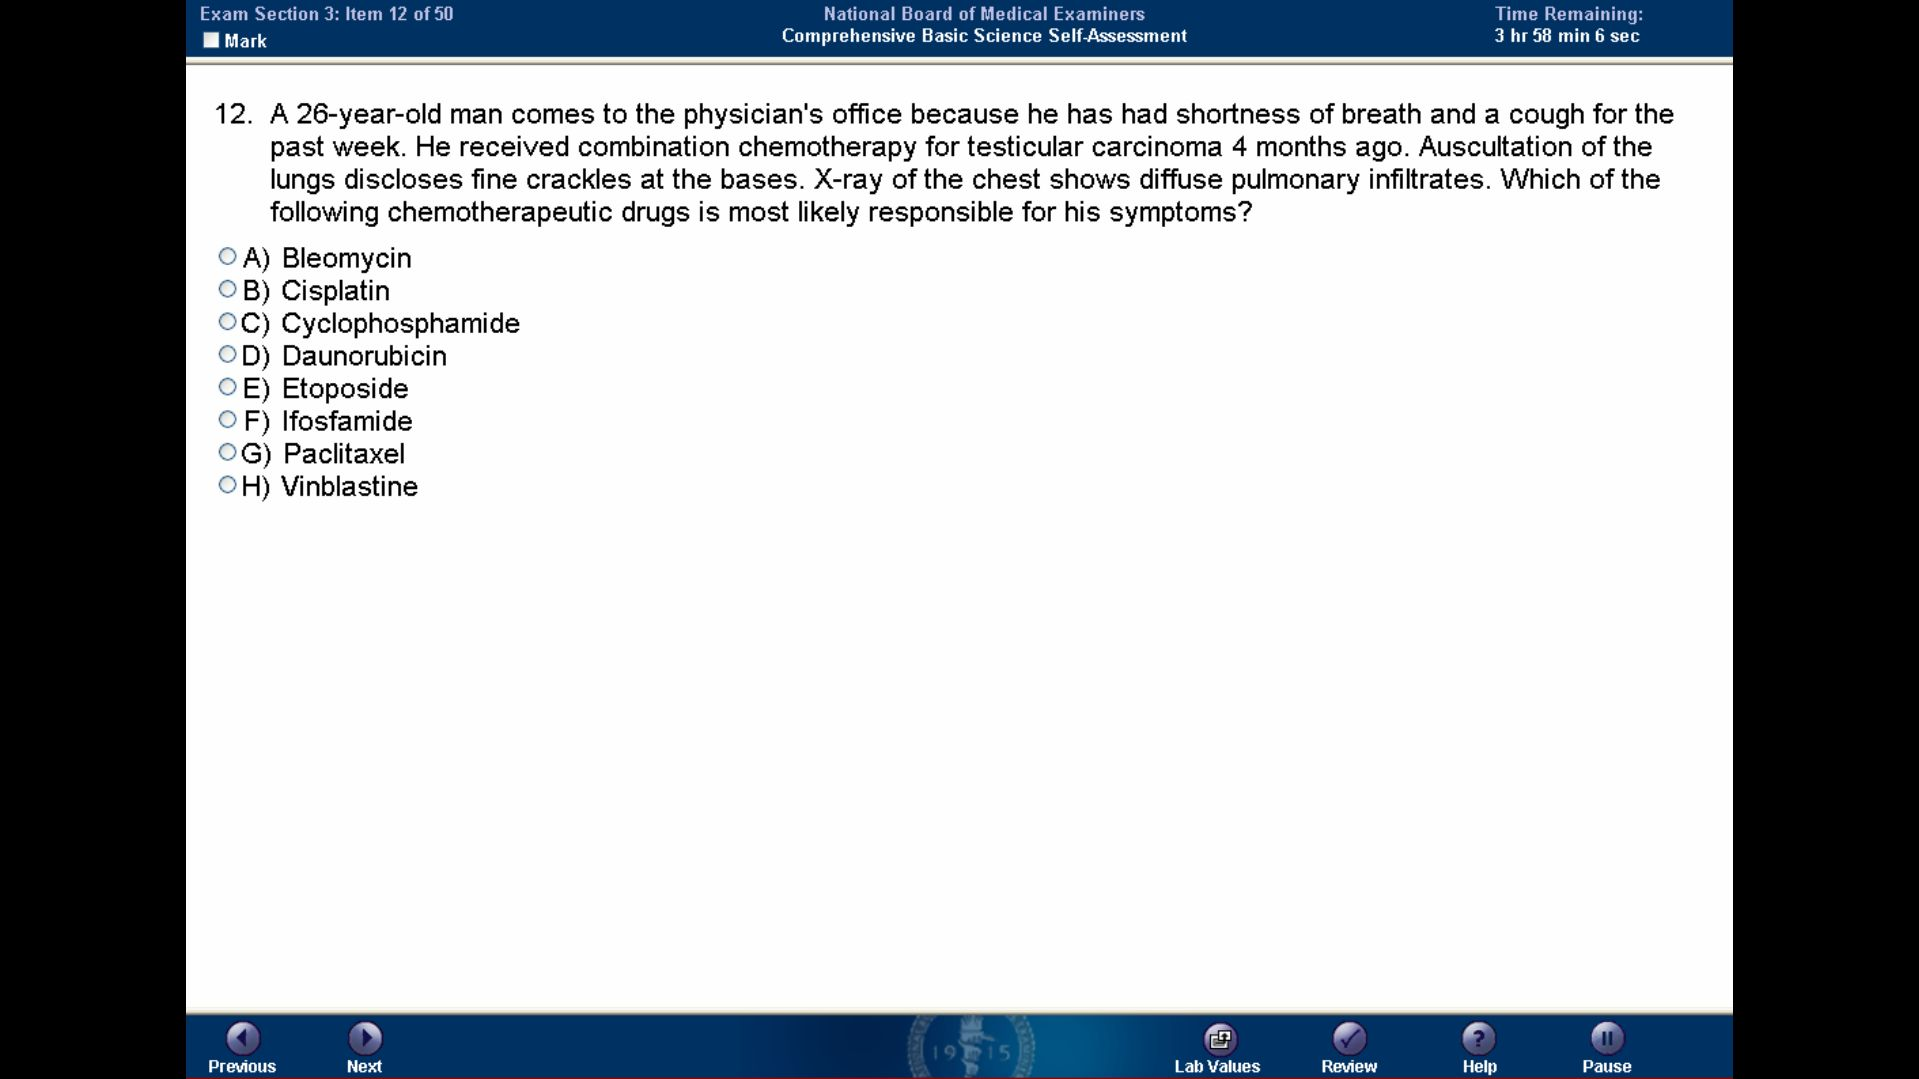 Exam Section 3: Item 12 of 50
Mark
National Board of Medical Examiners
Comprehensive Basic Science Self-Assessment
Time Remaining:
3 hr 58 min 6 sec
12. A 26-year-old man comes to the physician's office because he has had shortness of breath and a cough for the
past week. He received combination chemotherapy for testicular carcinoma 4 months ago. Auscultation of the
lungs discloses fine crackles at the bases. X-ray of the chest shows diffuse pulmonary infiltrates. Which of the
following chemotherapeutic drugs is most likely responsible for his symptoms?
A) Bleomycin
B) Cisplatin
C) Cyclophosphamide
D) Daunorubicin
E) Etoposide
F) Ifosfamide
G) Paclitaxel
H) Vinblastine
Previous
Next
1915
Lab Values
Review
Help
Pause